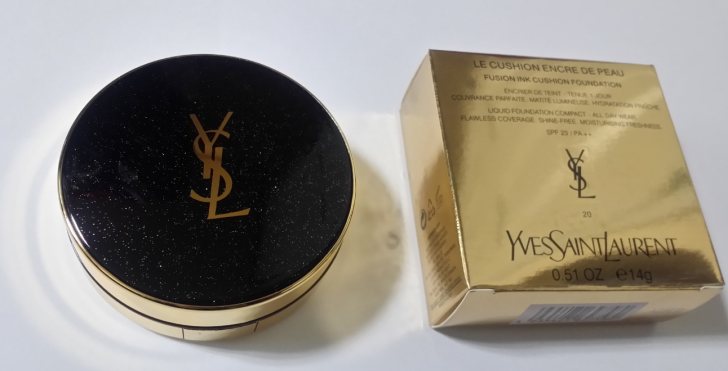 YSL
LE CUSHION ENCRE DE PEAU
FUSION INK CUSHION FOUNDATION
ENCRIER DE TEINT - TENUE 1 JOUR
COUVRANCE PARFAITE. MATITÉ LUMINEUSE. HYDRATATION FRAÎCHE
LIQUID FOUNDATION COMPACT - ALL DAY WEAR
FLAWLESS COVERAGE. SHINE-FREE. MOISTURISING FRESHNESS
SPF 23 / PA++
YSL
20
YVESSAINTLAURENT
0.51 OZ ℮14g